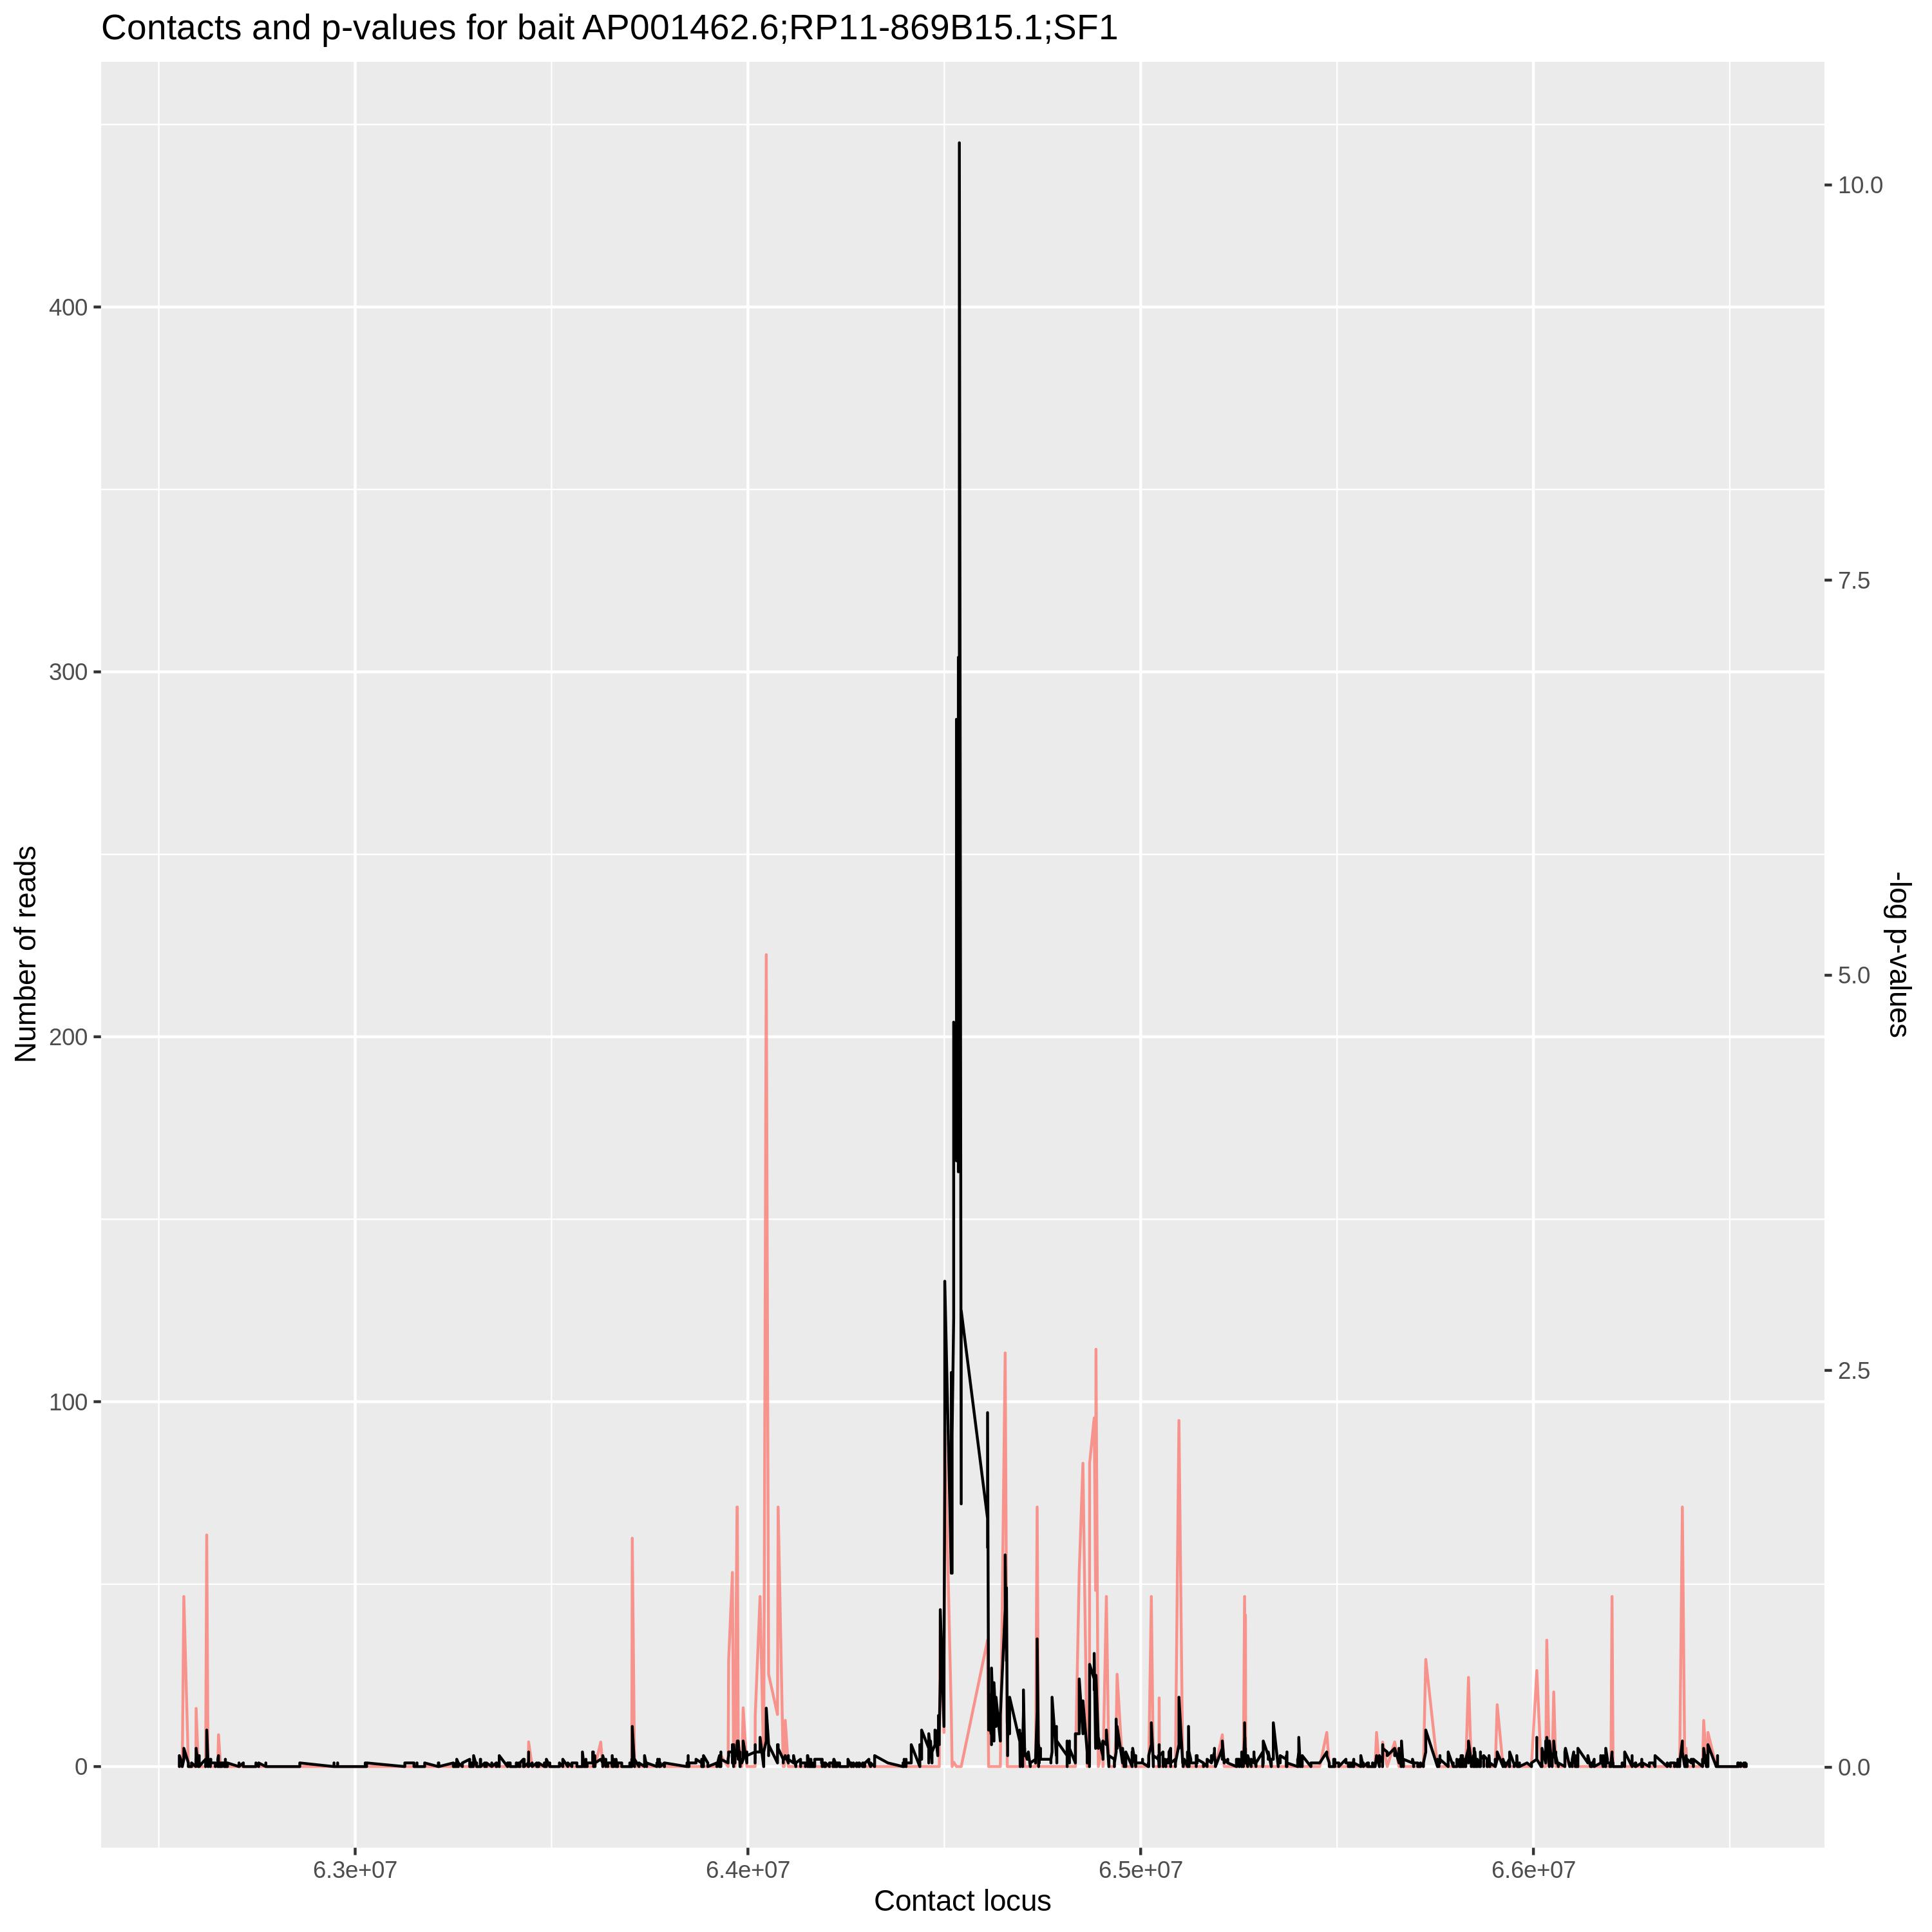 Contacts and p-values for bait AP001462.6;RP11-869B15.1;SF1
Number of reads
400
300
200
100
0
10.0
7.5
5.0
2.5
0.0
-log p-values
6.3e+07
6.4e+07
6.5e+07
6.6e+07
Contact locus